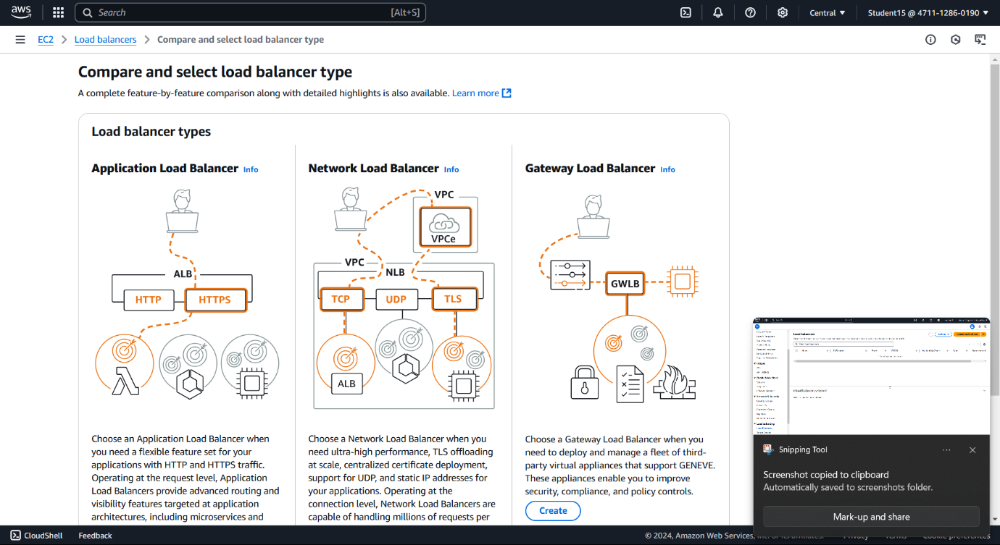 aws
Search
[Alt+S]
Central
Student15 @ 4711-1286-0190
EC2
Load balancers
Compare and select load balancer type
Compare and select load balancer type
A complete feature-by-feature comparison along with detailed highlights is also available. Learn more
Load balancer types
Application Load Balancer Info
ALB
HTTP
HTTPS
Choose an Application Load Balancer when
you need a flexible feature set for your
applications with HTTP and HTTPS traffic.
Operating at the request level, Application
Load Balancers provide advanced routing and
visibility features targeted at application
architectures, including microservices and
Network Load Balancer Info
VPC
VPCe
VPC
NLB
TCP
UDP
TLS
ALB
Choose a Network Load Balancer when you
need ultra-high performance, TLS offloading
at scale, centralized certificate deployment,
support for UDP, and static IP addresses for
your applications. Operating at the
connection level, Network Load Balancers are
capable of handling millions of requests per
Gateway Load Balancer Info
GWLB
Choose a Gateway Load Balancer when you
need to deploy and manage a fleet of third-
party virtual appliances that support GENEVE.
These appliances enable you to improve
security, compliance, and policy controls.
Create
Load balancers
Snipping Tool
Screenshot copied to clipboard
Automatically saved to screenshots folder.
Mark-up and share
CloudShell
Feedback
© 2024, Amazon Web Services, Inc. or its affiliates.
Privacy
Terms
Cookie preferences